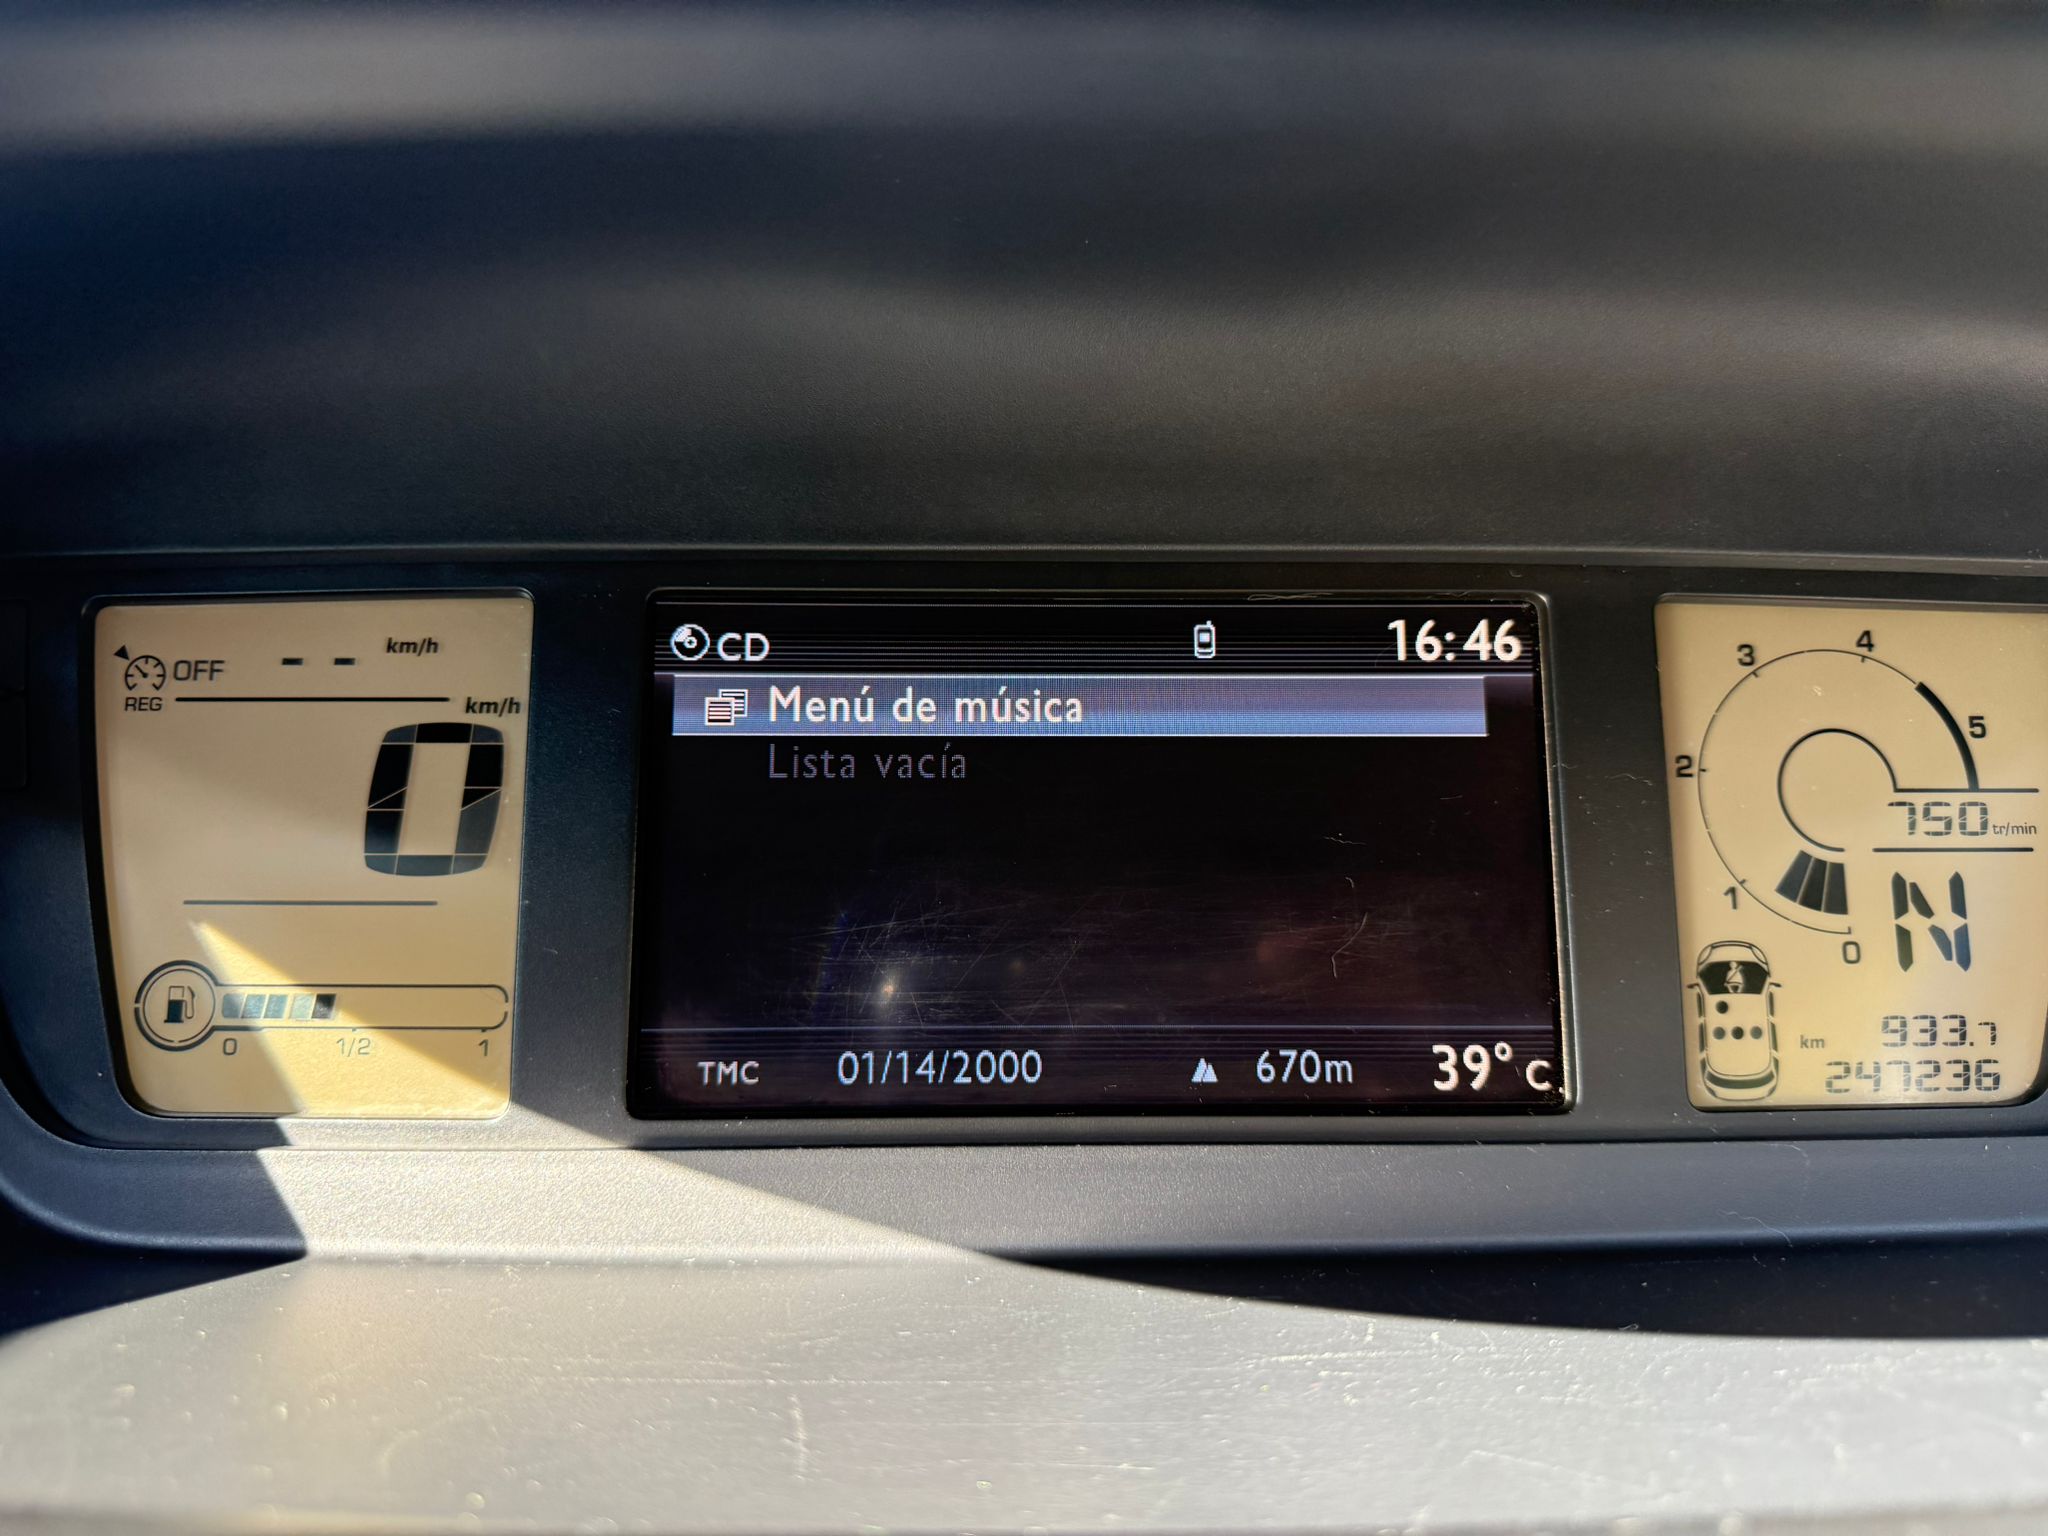 OFF -- km/h
REG
km/h
0
0 1/2 1
CD 16:46
Menú de música
Lista vacía
TMC 01/14/2000 670m 39°C
4
3
5
2
750 tr/min
1
0
N
km 933.7
247236